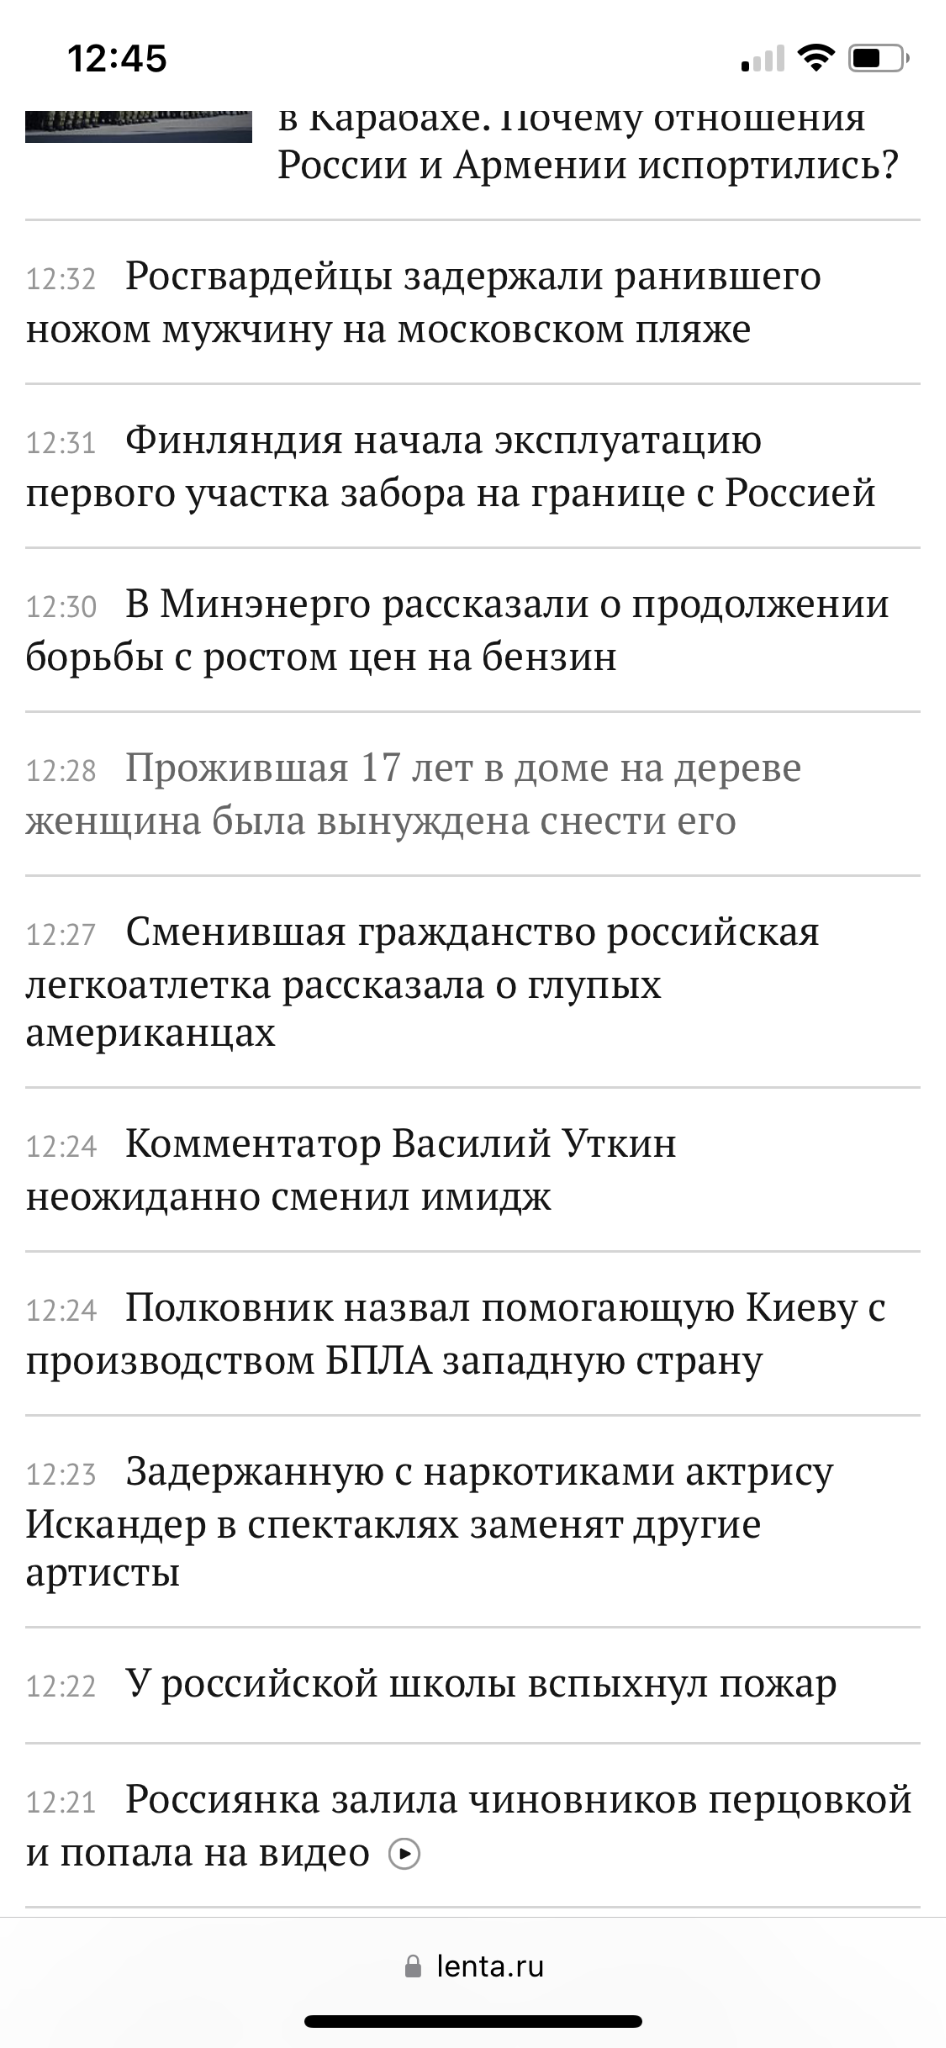 12:45
в Карабахе. Почему отношения
России и Армении испортились?
12:32 Росгвардейцы задержали ранившего
ножом мужчину на московском пляже
12:31 Финляндия начала эксплуатацию
первого участка забора на границе с Россией
12:30 В Минэнерго рассказали о продолжении
борьбы с ростом цен на бензин
12:28 Прожившая 17 лет в доме на дереве
женщина была вынуждена снести его
12:27 Сменившая гражданство российская
легкоатлетка рассказала о глупых
американцах
12:24 Комментатор Василий Уткин
неожиданно сменил имидж
12:24 Полковник назвал помогающую Киеву с
производством БПЛА западную страну
12:23 Задержанную с наркотиками актрису
Искандер в спектаклях заменят другие
артисты
12:22 У российской школы вспыхнул пожар
12:21 Россиянка залила чиновников перцовкой
и попала на видео
lenta.ru